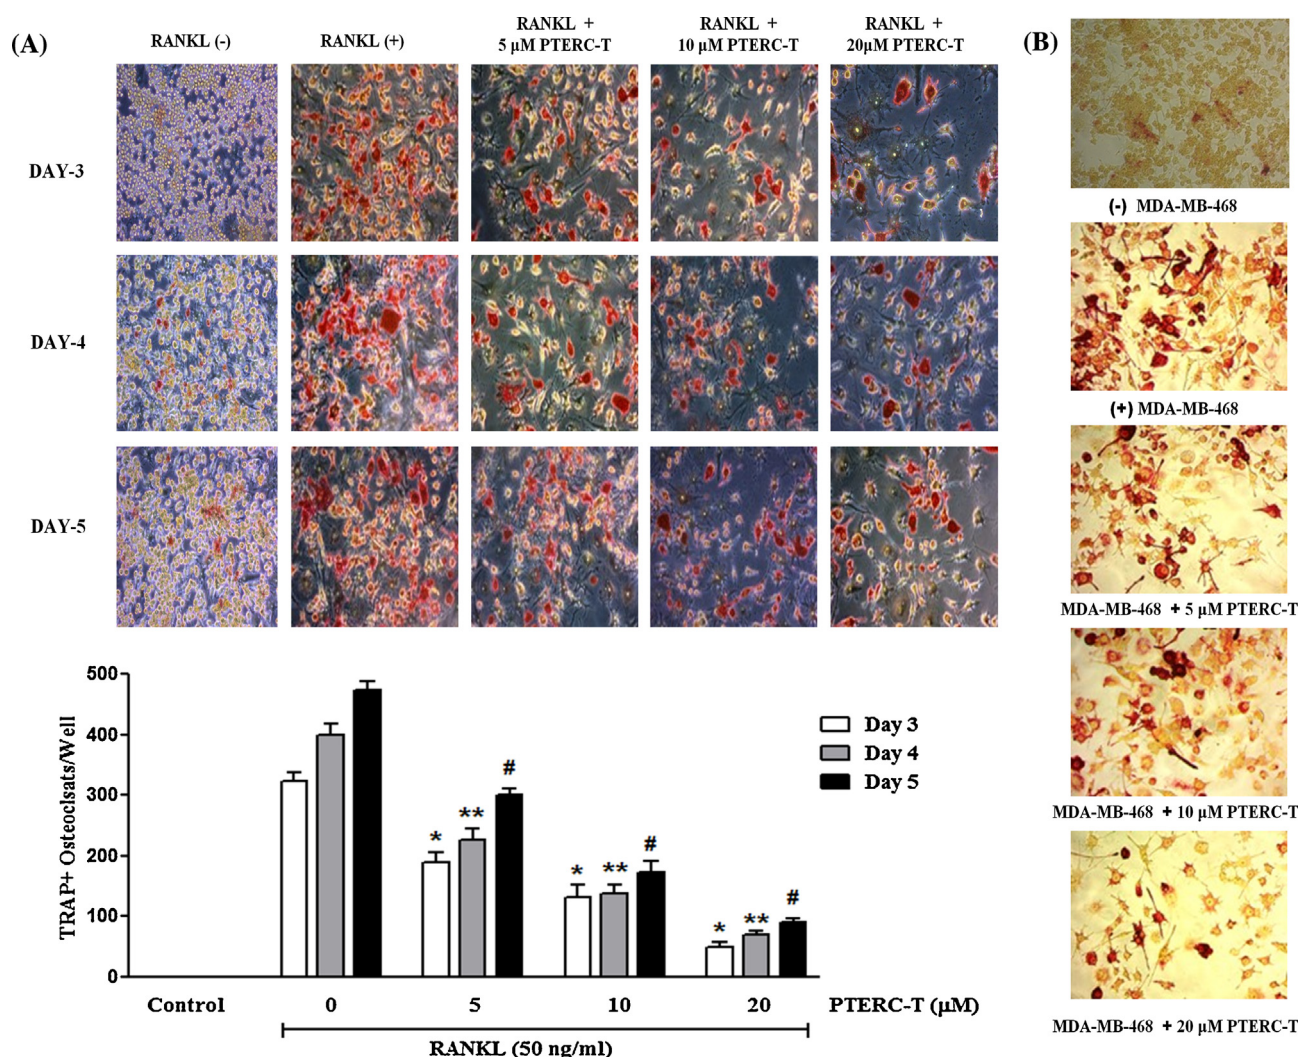 (A)
RANKL (-)
RANKL (+)
RANKL +
5 µM PTERC-T
RANKL +
10 µM PTERC-T
RANKL +
20µM PTERC-T
DAY-3
DAY-4
DAY-5
TRAP+ Osteoclsats/Well
500
400
300
200
100
0
* ** #
* ** #
* ** #
Day 3
Day 4
Day 5
Control 0 5 10 20 PTERC-T (µM)
RANKL (50 ng/ml)
(B)
(-) MDA-MB-468
(+) MDA-MB-468
MDA-MB-468 + 5 µM PTERC-T
MDA-MB-468 + 10 µM PTERC-T
MDA-MB-468 + 20 µM PTERC-T